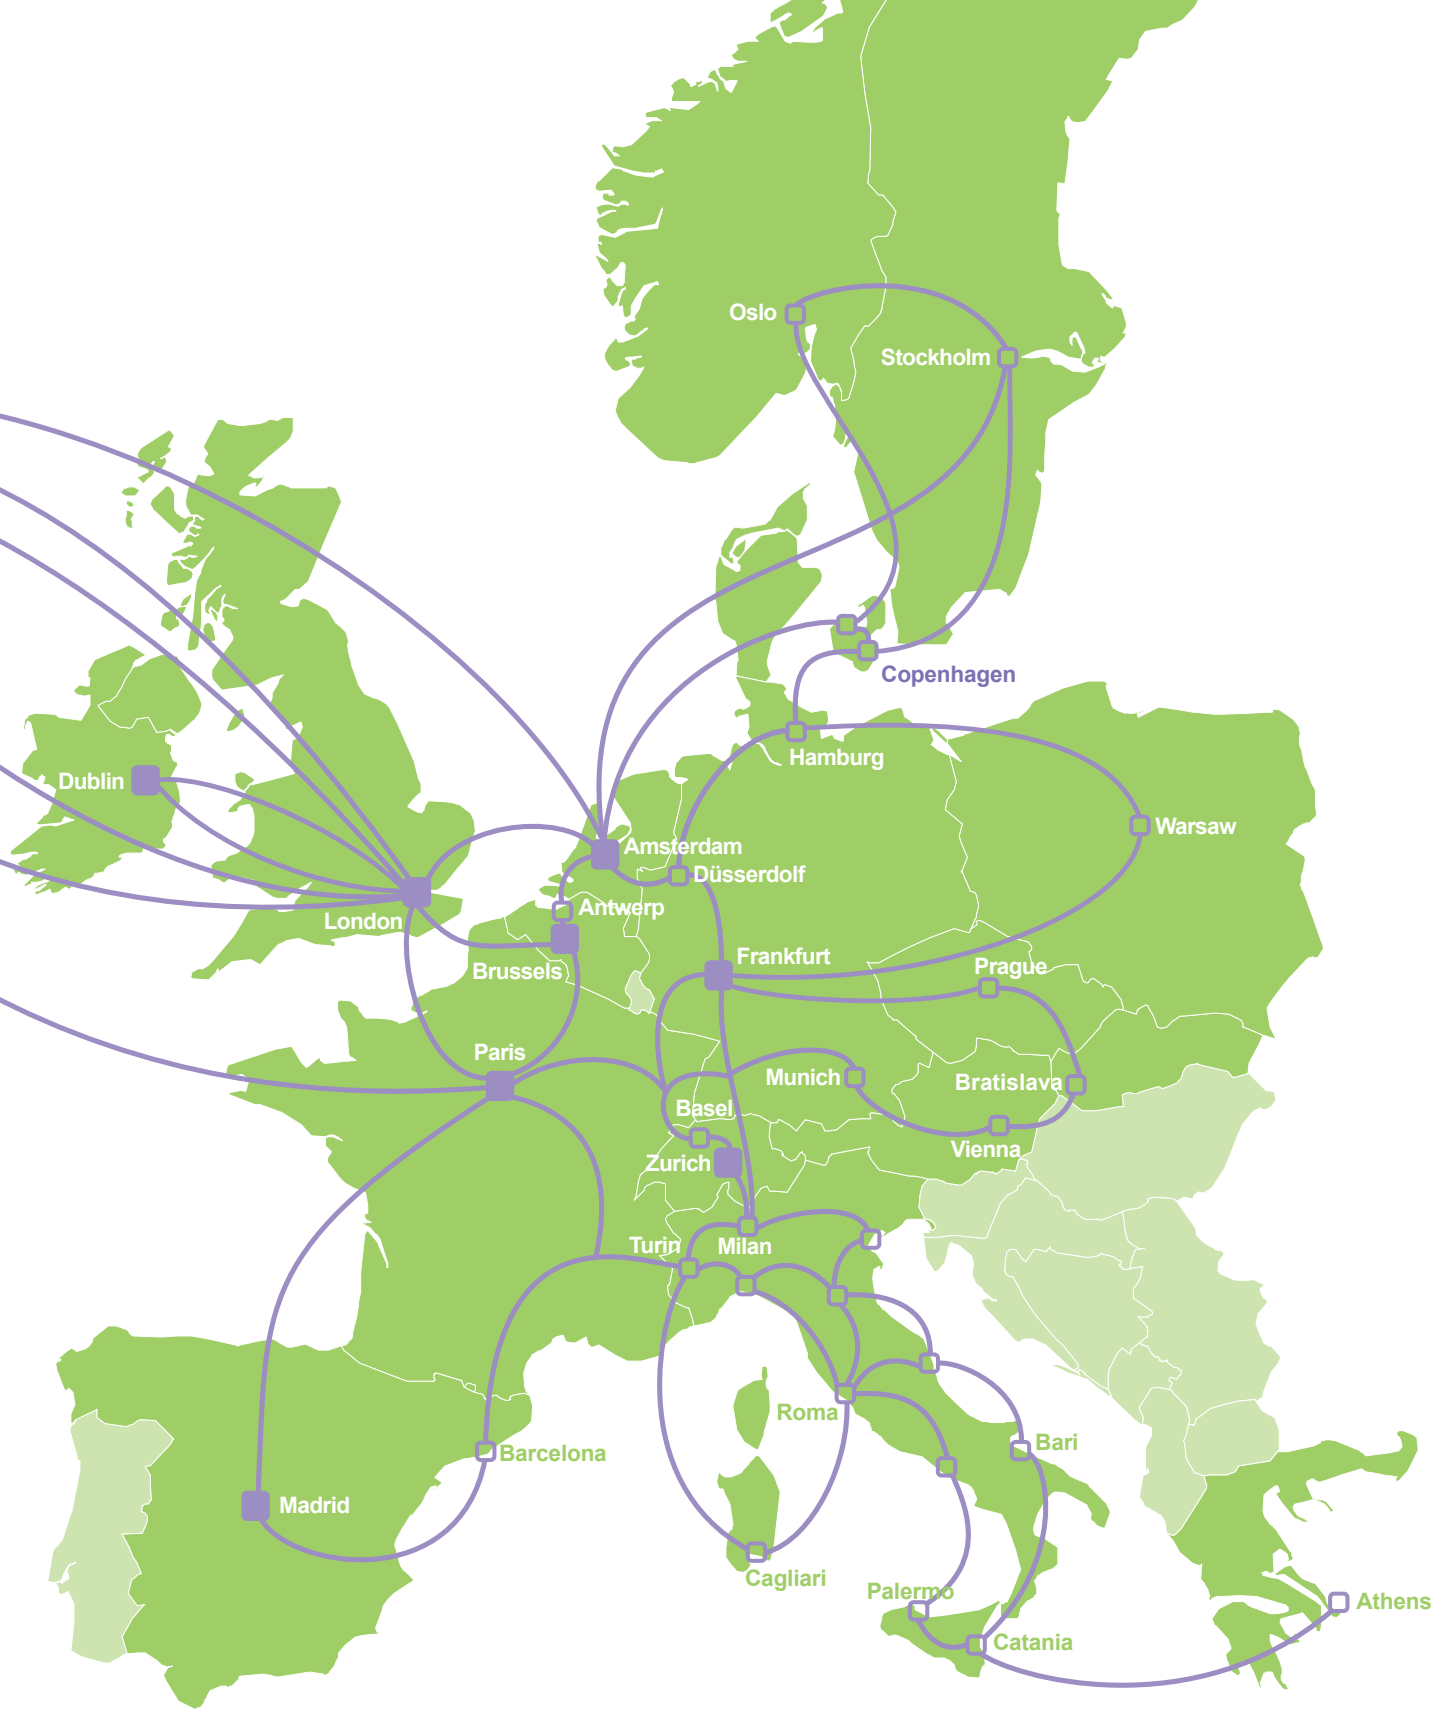 Oslo
Stockholm
Copenhagen
Hamburg
Dublin
Warsaw
Amsterdam
Düsserdolf
Antwerp
London
Frankfurt
Prague
Brussels
Paris
Munich
Bratislava
Basel
Vienna
Zurich
Turin
Milan
Roma
Bari
Barcelona
Madrid
Cagliari
Palermo
Athens
Catania